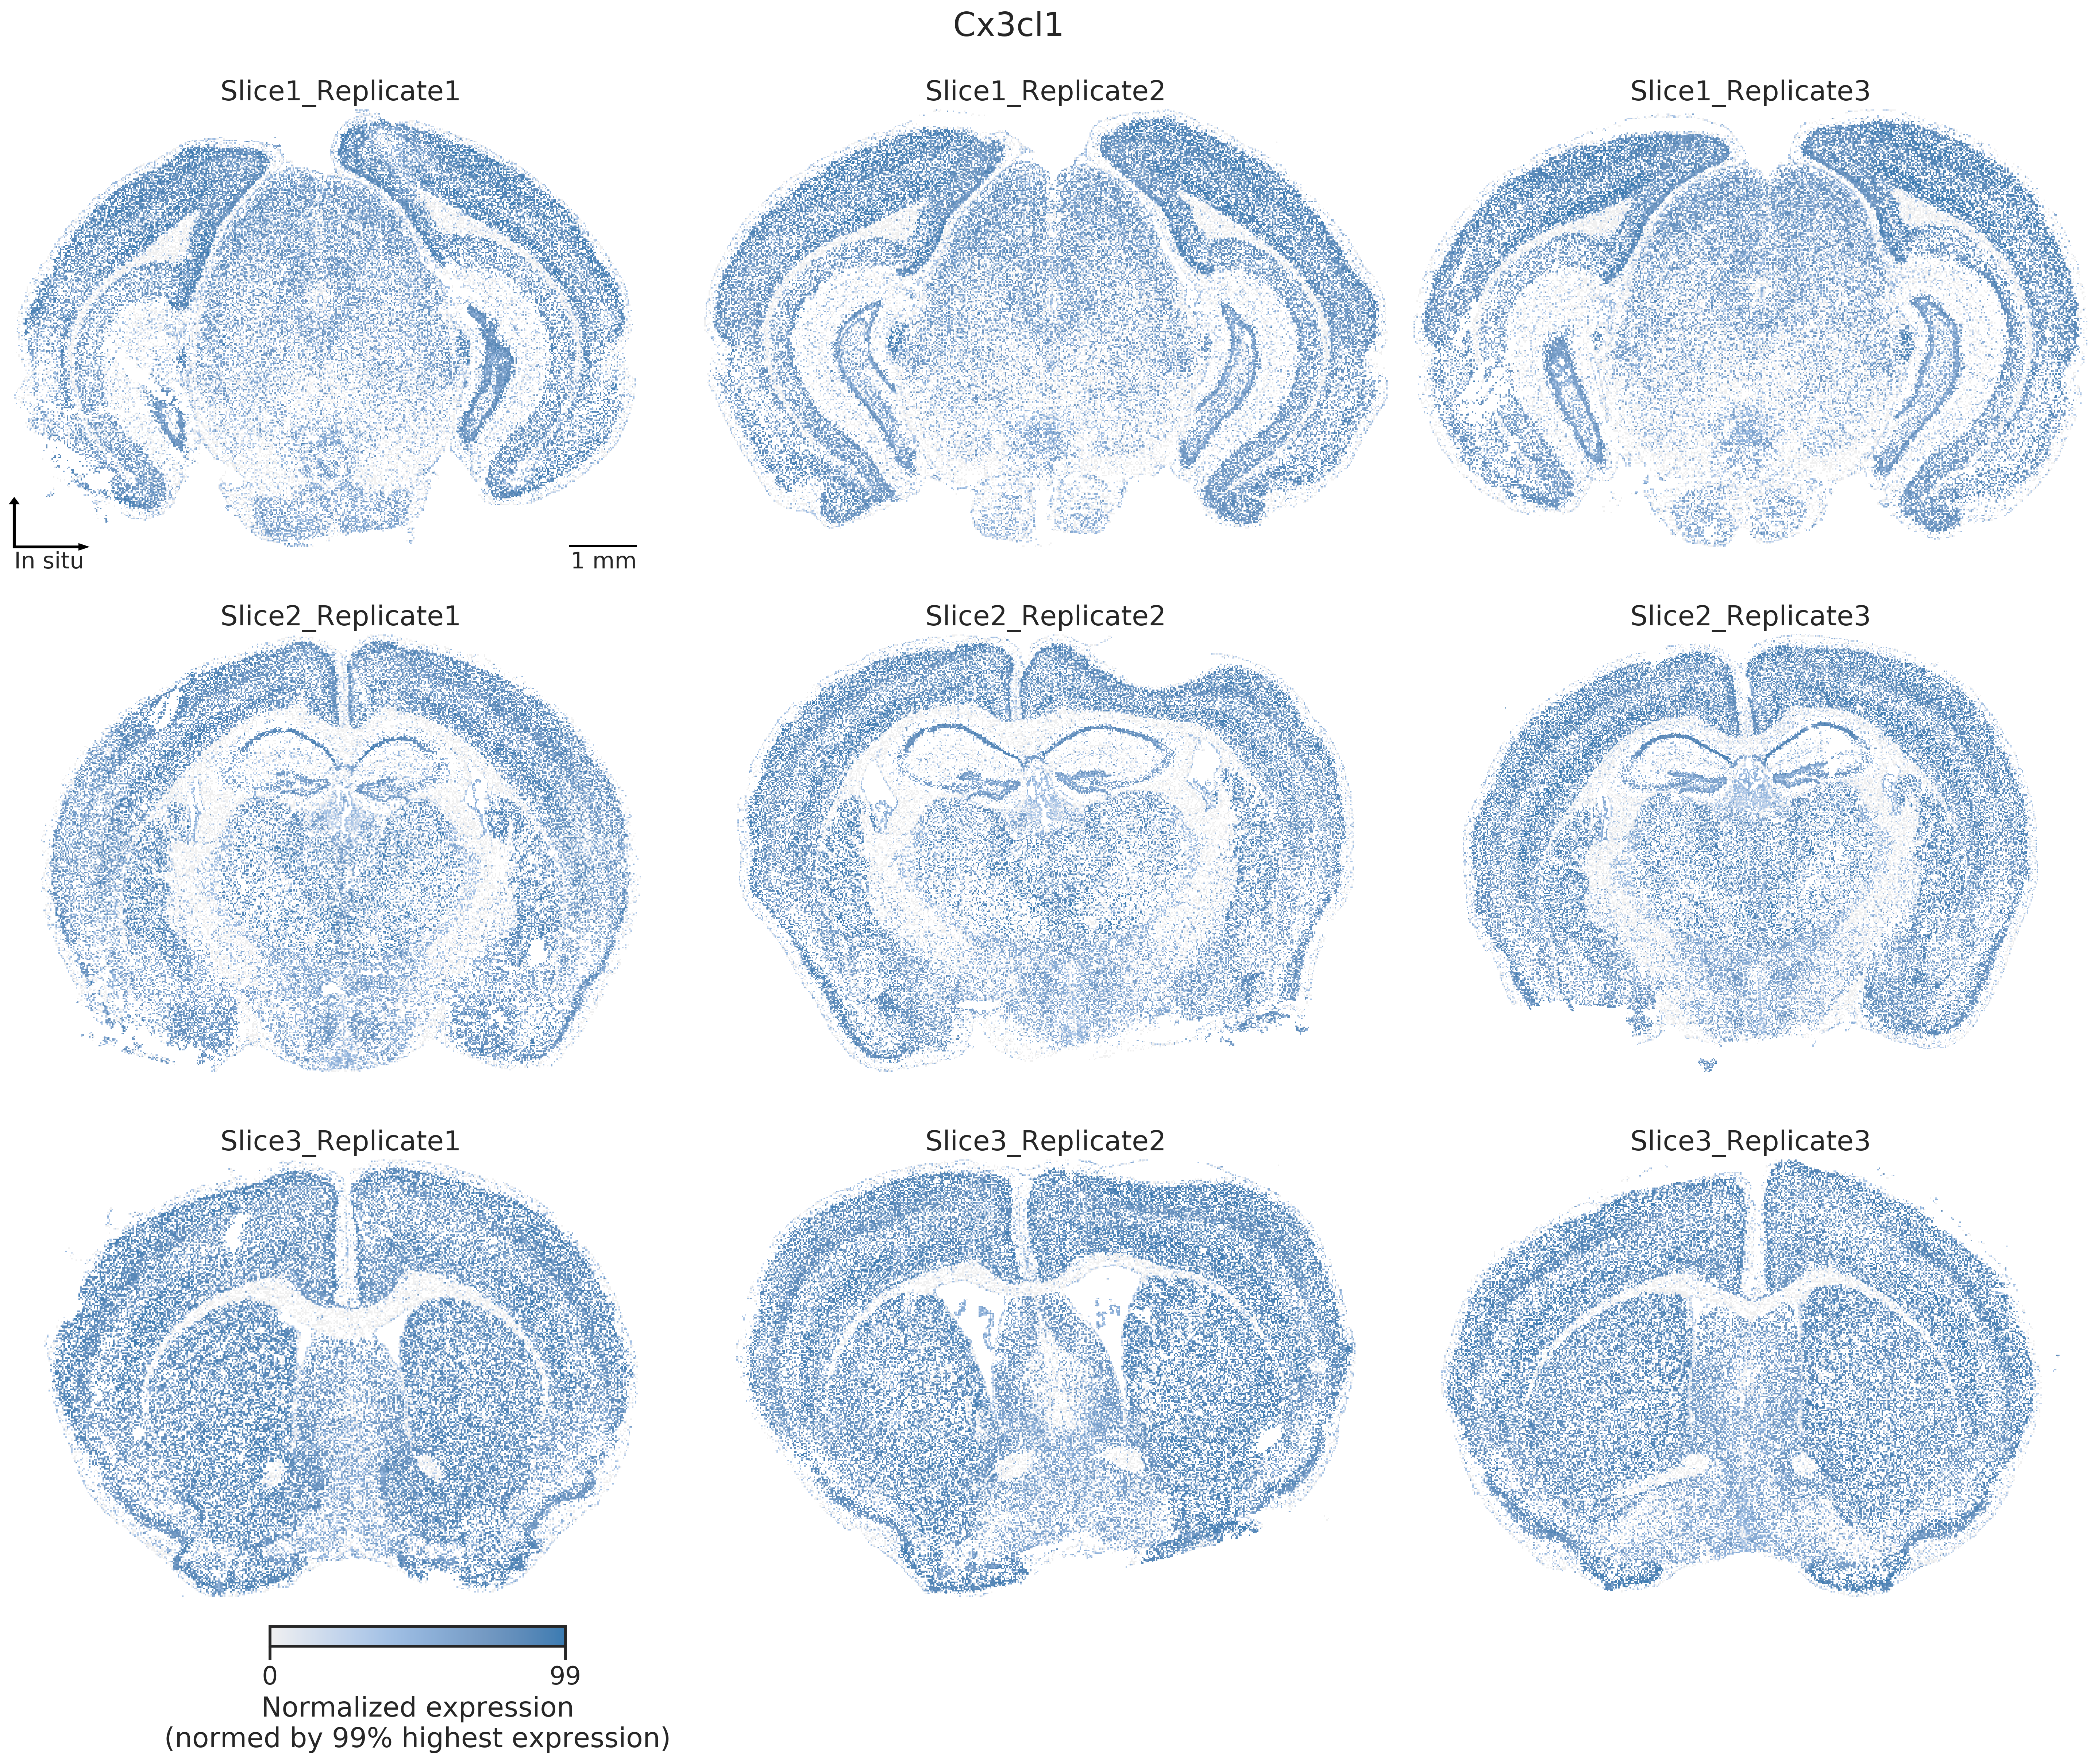 Cx3cl1
Slice1_Replicate1
Slice1_Replicate2
Slice1_Replicate3
In situ
1 mm
Slice2_Replicate1
Slice2_Replicate2
Slice2_Replicate3
Slice3_Replicate1
Slice3_Replicate2
Slice3_Replicate3
0
99
Normalized expression
(normed by 99% highest expression)